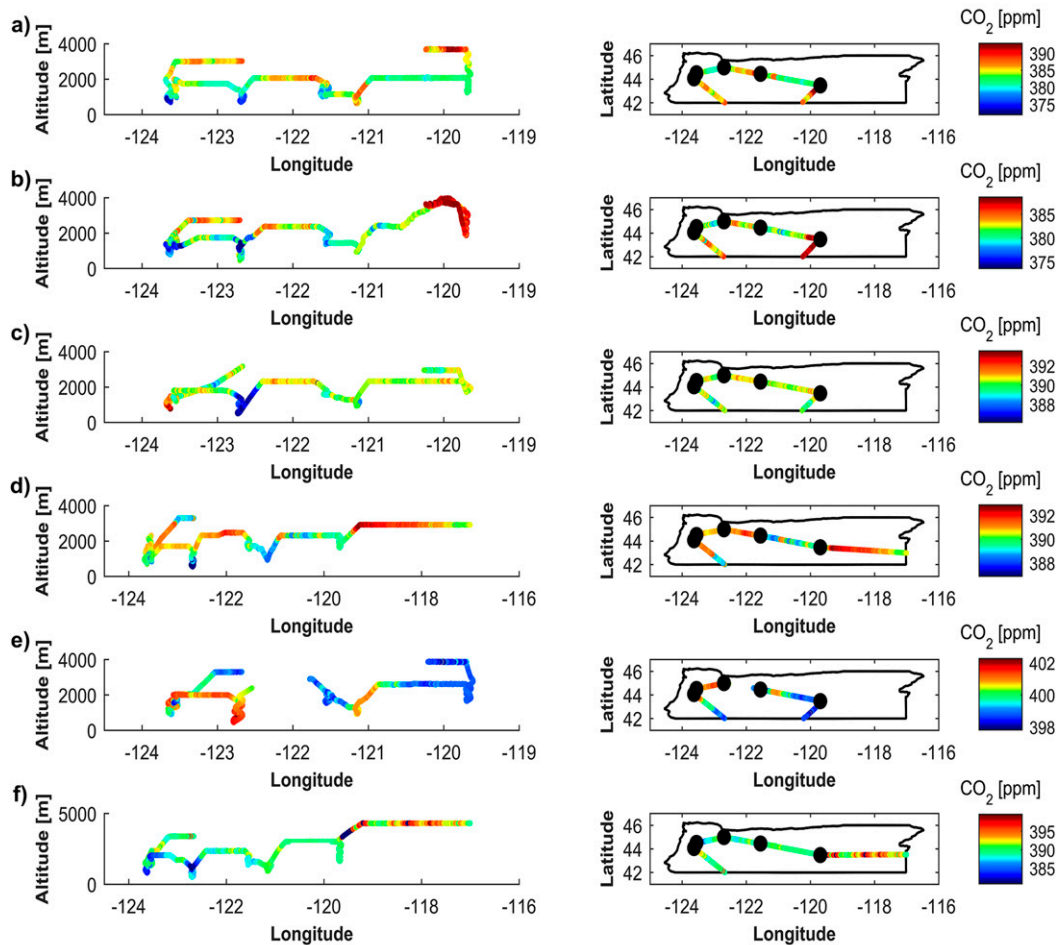 a)
Altitude [m]
4000
2000
0
-124 -123 -122 -121 -120 -119
Longitude
Latitude
46
44
42
-124 -122 -120 -118 -116
Longitude
CO2 [ppm]
390
385
380
375
b)
Altitude [m]
4000
2000
0
-124 -123 -122 -121 -120 -119
Longitude
Latitude
46
44
42
-124 -122 -120 -118 -116
Longitude
CO2 [ppm]
385
380
374
c)
Altitude [m]
4000
2000
0
-124 -123 -122 -121 -120 -119
Longitude
Latitude
46
44
42
-124 -122 -120 -118 -116
Longitude
CO2 [ppm]
392
390
388
d)
Altitude [m]
4000
2000
0
-124 -122 -120 -118 -116
Longitude
Latitude
46
44
42
-124 -122 -120 -118 -116
Longitude
CO2 [ppm]
392
390
388
e)
Altitude [m]
4000
2000
0
-124 -123 -122 -121 -120 -119
Longitude
Latitude
46
44
42
-124 -122 -120 -118 -116
Longitude
CO2 [ppm]
402
400
398
f)
Altitude [m]
5000
0
-124 -122 -120 -118 -116
Longitude
Latitude
46
44
42
-124 -122 -120 -118 -116
Longitude
CO2 [ppm]
395
390
385